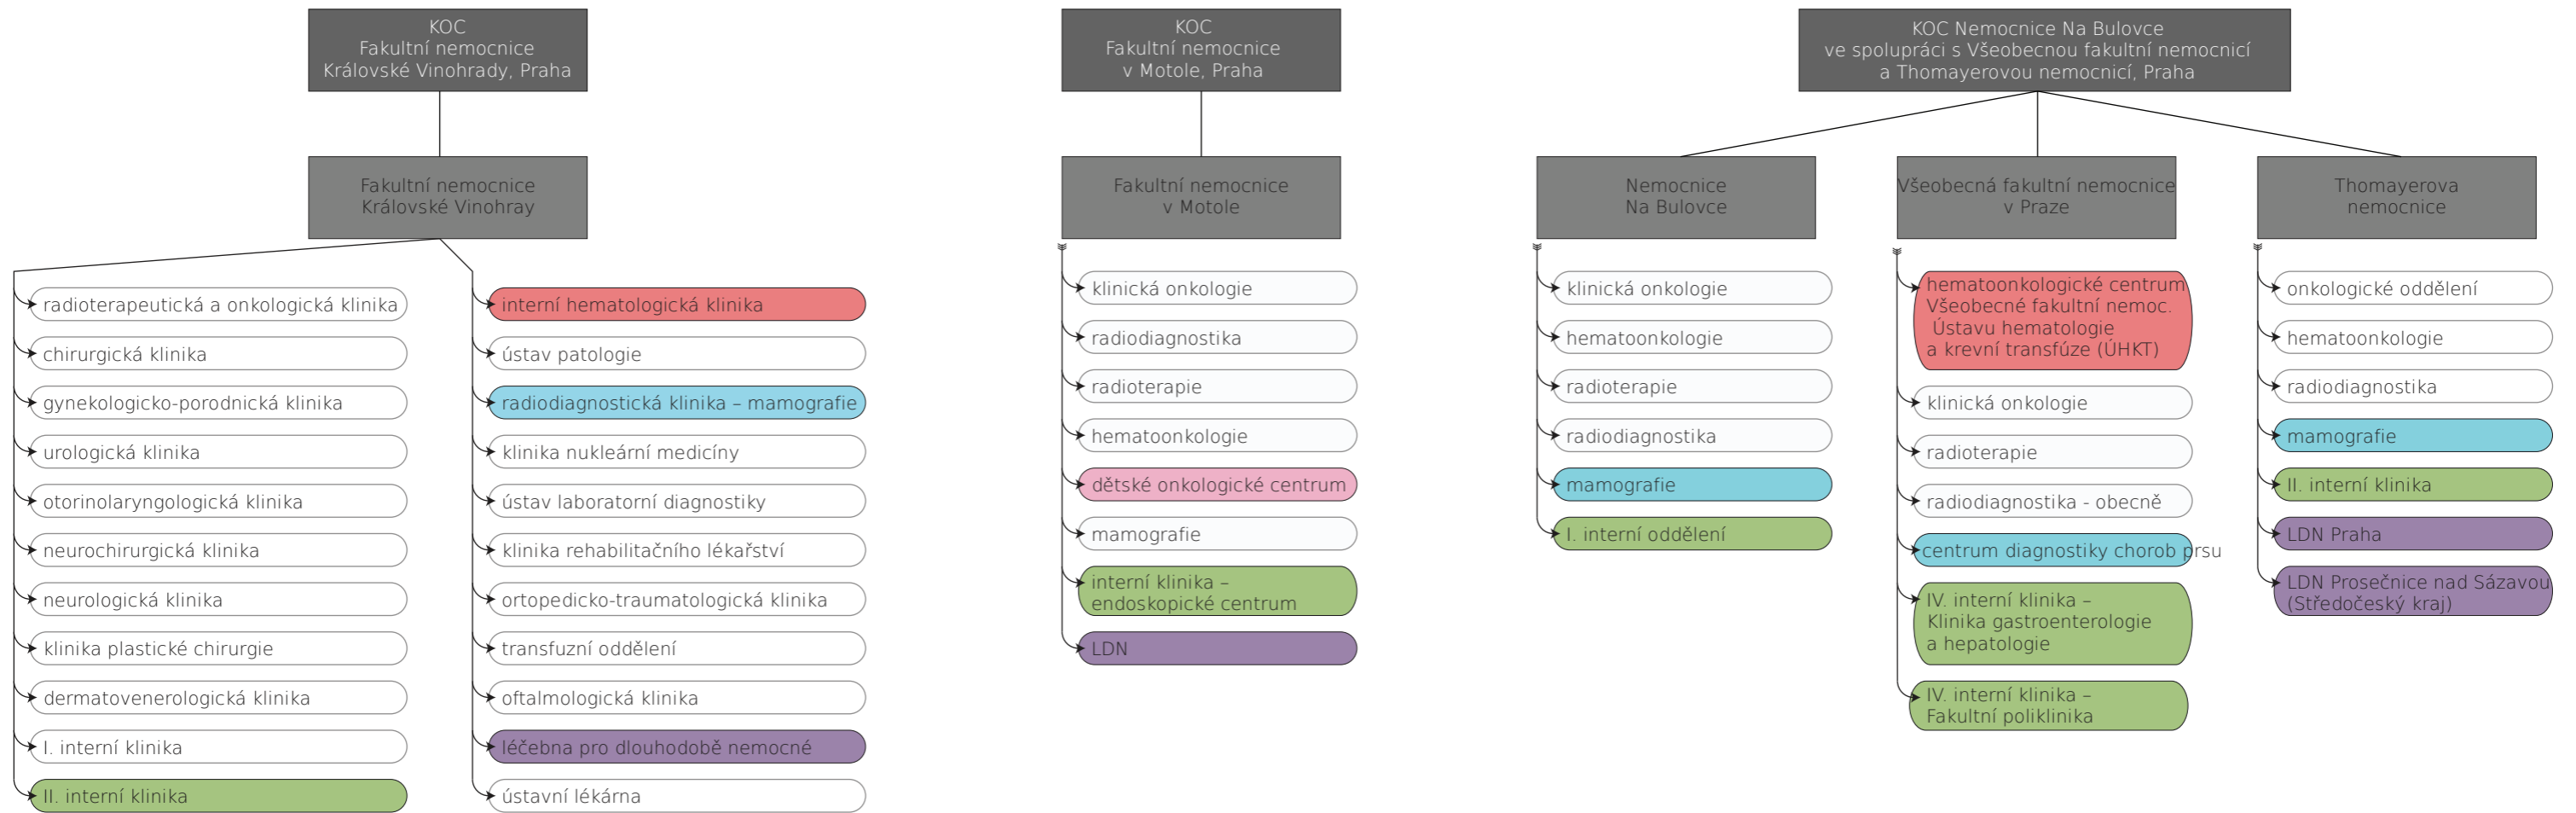 KOC
Fakultní nemocnice
Královské Vinohrady, Praha
Fakultní nemocnice
Královské Vinohray
radioterapeutická a onkologická klinika
chirurgická klinika
gynekologicko-porodnická klinika
urologická klinika
otorinolaryngologická klinika
neurochirurgická klinika
neurologická klinika
klinika plastické chirurgie
dermatovenerologická klinika
I. interní klinika
II. interní klinika
interní hematologická klinika
ústav patologie
radiodiagnostická klinika – mamografie
klinika nukleární medicíny
ústav laboratorní diagnostiky
klinika rehabilitačního lékařství
ortopedicko-traumatologická klinika
transfuzní oddělení
oftalmologická klinika
léčebna pro dlouhodobě nemocné
ústavní lékárna
KOC
Fakultní nemocnice
v Motole, Praha
Fakultní nemocnice
v Motole
klinická onkologie
radiodiagnostika
radioterapie
hematoonkologie
dětské onkologické centrum
mamografie
interní klinika –
endoskopické centrum
LDN
KOC Nemocnice Na Bulovce
ve spolupráci s Všeobecnou fakultní nemocnicí
a Thomayerovou nemocnicí, Praha
Nemocnice
Na Bulovce
klinická onkologie
hematoonkologie
radioterapie
radiodiagnostika
mamografie
I. interní oddělení
Všeobecná fakultní nemocnice
v Praze
hematoonkologické centrum
Všeobecné fakultní nemoc.
Ústavu hematologie
a krevní transfúze (ÚHKT)
klinická onkologie
radioterapie
radiodiagnostika - obecně
centrum diagnostiky chorob prsu
IV. interní klinika –
Klinika gastroenterologie
a hepatologie
IV. interní klinika –
Fakultní poliklinika
Thomayerova
nemocnice
onkologické oddělení
hematoonkologie
radiodiagnostika
mamografie
II. interní klinika
LDN Praha
LDN Prosečnice nad Sázavou
(Středočeský kraj)